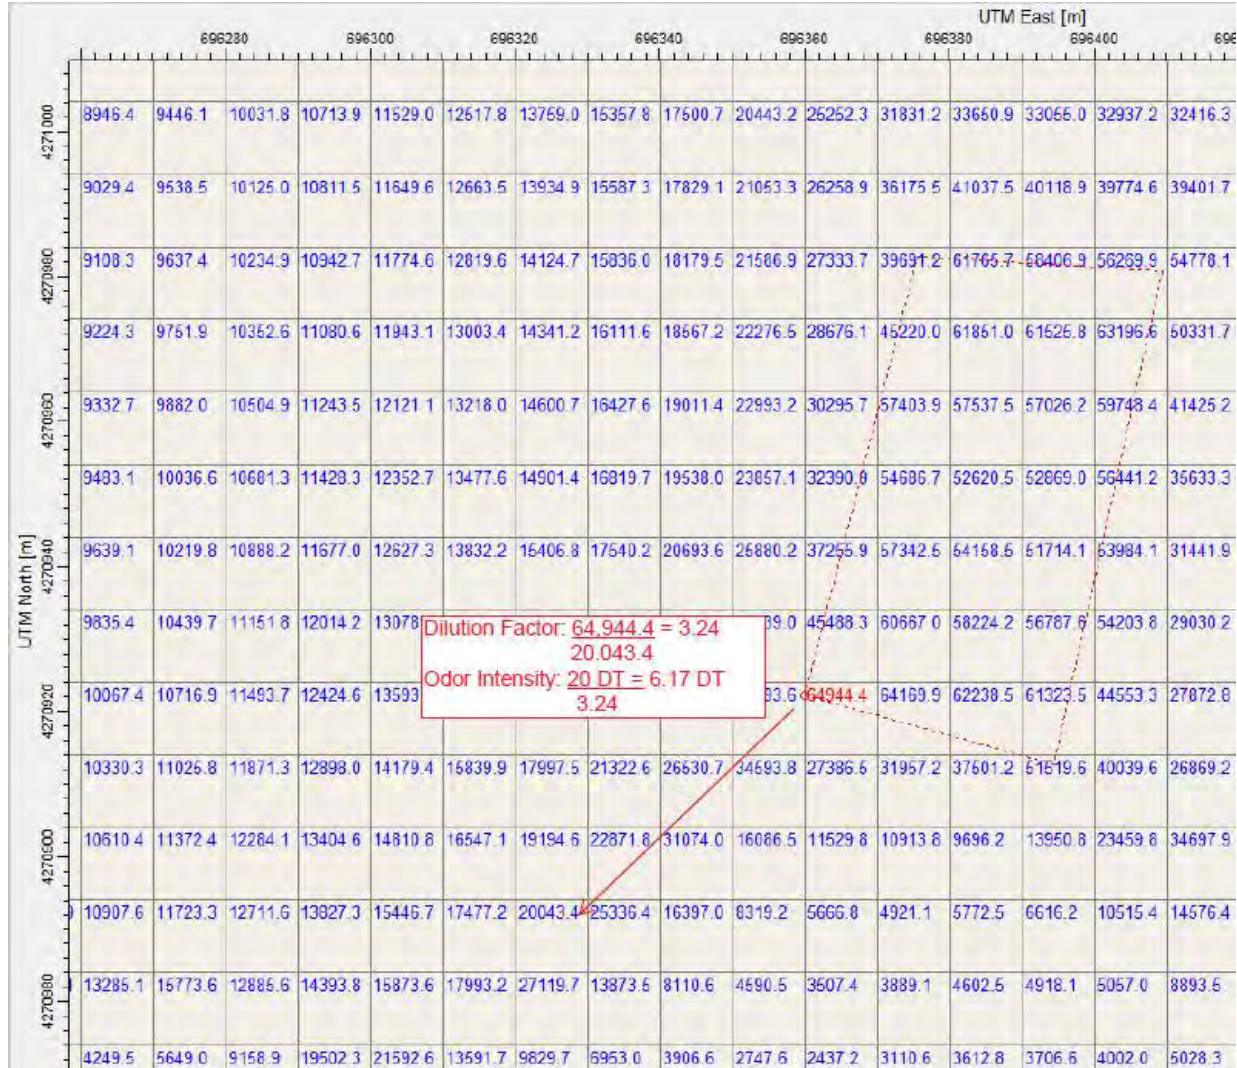 UTM East [m]
696280 696300 696320 696340 696360 696380 696400 696
4271000
8946.4 9446.1 10031.8 10713.9 11529.0 12517.8 13759.0 15357.8 17500.7 20443.2 25252.3 31831.2 33650.9 33055.0 32937.2 32416.3
9029.4 9538.5 10125.0 10811.5 11649.6 12663.5 13934.9 15587.3 17829.1 21053.3 26258.9 36175.5 41037.5 40118.9 39774.6 39401.7
4270980
9108.3 9637.4 10234.9 10942.7 11774.6 12819.6 14124.7 15836.0 18179.5 21586.9 27333.7 39691.2 61765.7 58406.9 56269.9 54778.1
9224.3 9751.9 10352.6 11080.6 11943.1 13003.4 14341.2 16111.6 18567.2 22276.5 28676.1 45220.0 61851.0 61525.8 63196.6 50331.7
4270960
9332.7 9882.0 10504.9 11243.5 12121.1 13218.0 14600.7 16427.6 19011.4 22993.2 30295.7 57403.9 57537.5 57026.2 59748.4 41425.2
9483.1 10036.6 10681.3 11428.3 12352.7 13477.6 14901.4 16819.7 19538.0 23857.1 54686.7 52620.5 52869.0 56441.2 35633.3
UTM North [m]
4270940
9639.1 10219.8 10888.2 11677.0 12627.3 13832.2 15406.8 17540.2 20693.6 25880.2 37255.9 57342.5 54158.5 51714.1 53984.1 31441.9
9835.4 10439.7 11151.8 12014.2 13078 39.0 45488.3 60667.0 58224.2 56787.6 54203.8 29030.2
Dilution Factor: 64,944.4 = 3.24
20.043.4
Odor Intensity: 20 DT = 6.17 DT
3.24
4270920
10067.4 10716.9 11493.7 12424.6 13593 93.6 64944.4 64169.9 62238.5 61323.5 44553.3 27872.8
10330.3 11025.8 11871.3 12898.0 14179.4 15839.9 17997.5 21322.6 26530.7 34593.8 27386.5 31957.2 37501.2 51519.6 40039.6 26869.2
4270900
10610.4 11372.4 12284.1 13404.6 14810.8 16547.1 19194.6 22871.8 31074.0 16086.5 11529.8 10913.8 9696.2 13950.8 23459.8 34697.9
10907.6 11723.3 12711.6 13827.3 15446.7 17477.2 20043.4 25336.4 16397.0 8319.2 5666.8 4921.1 5772.5 6616.2 10515.4 14576.4
4270980
13285.1 15773.6 12885.6 14393.8 15873.6 17993.2 27119.7 13873.5 8110.6 4590.5 3507.4 3889.1 4602.5 4918.1 5057.0 8893.5
4249.5 5649.0 9158.9 19502.3 21592.6 13591.7 9829.7 5953.0 3906.6 2747.6 2437.2 3110.6 3612.8 3706.6 4002.0 5028.3